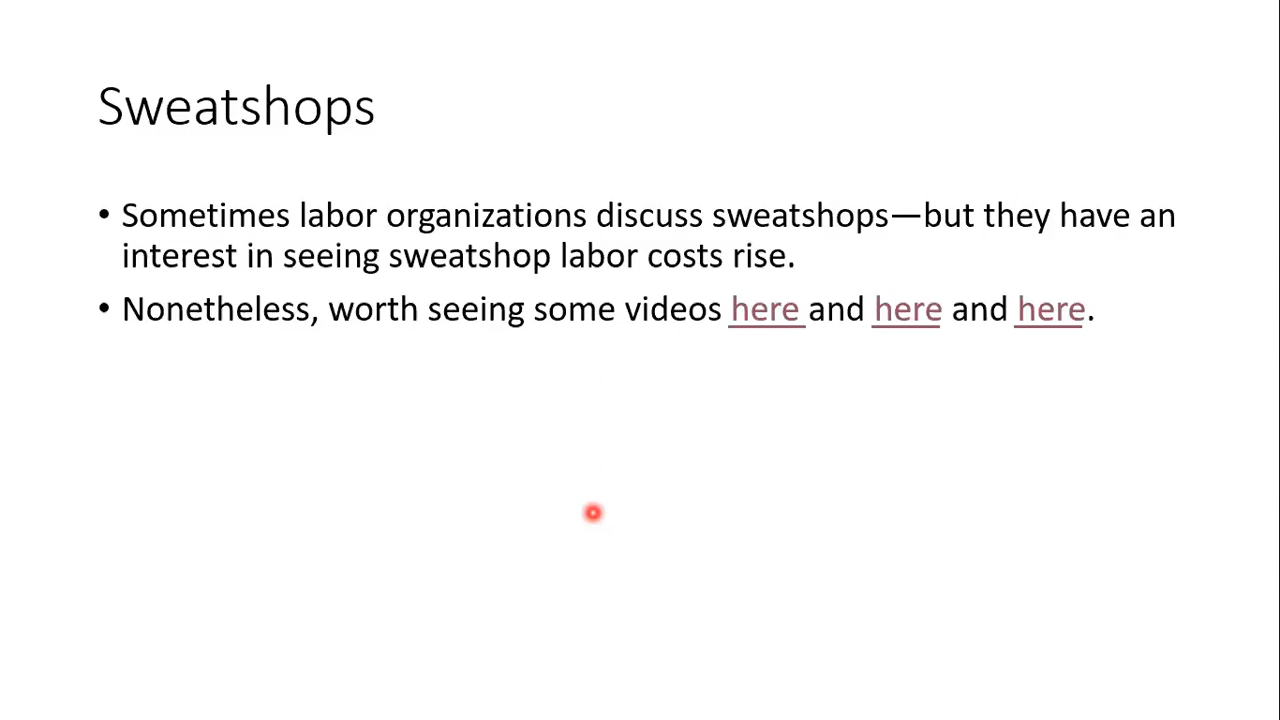 Sweatshops
• Sometimes labor organizations discuss sweatshops—but they have an
interest in seeing sweatshop labor costs rise.
• Nonetheless, worth seeing some videos here and here and here.